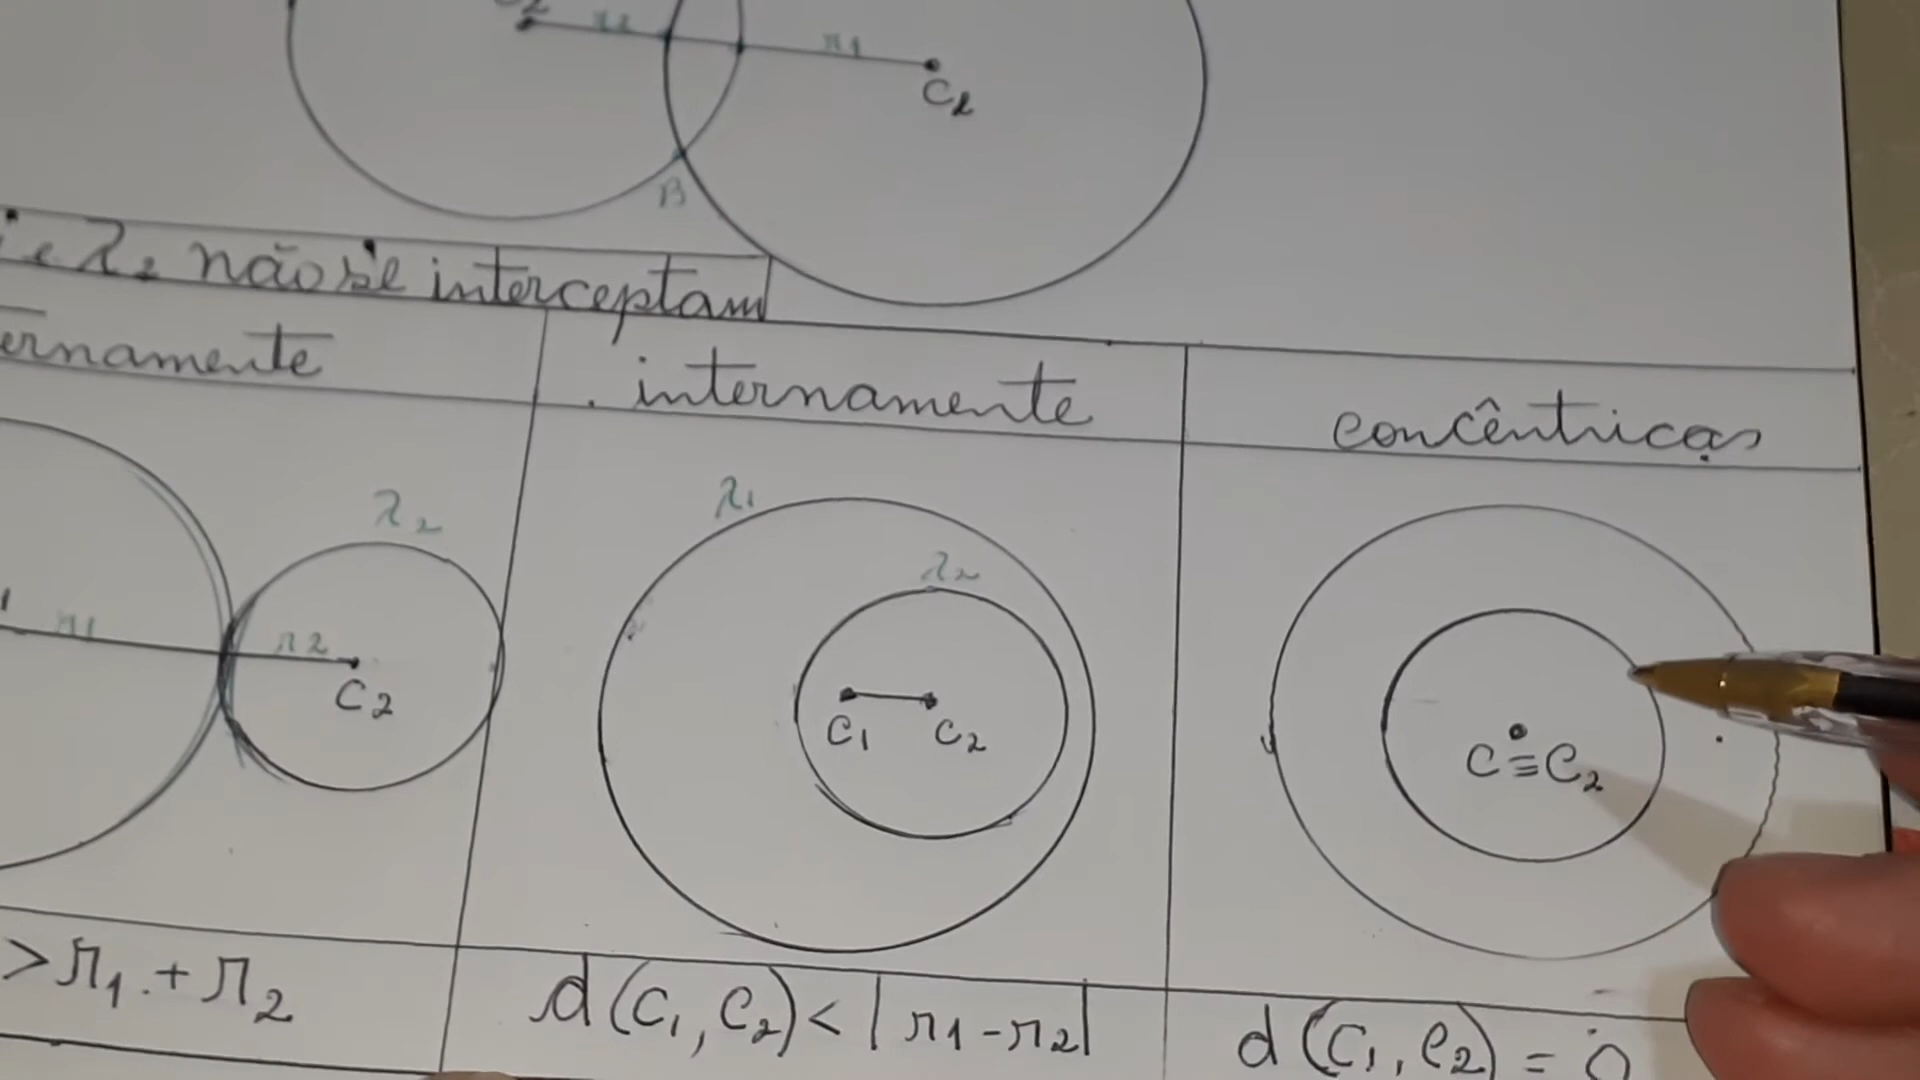 r2 r1
C1
B
e λ2 não se interceptam
ernamente internamente concêntricas
λ1 λ2
λ2
r1 r2
C2 C1 C2 C≡C2
> r1 + r2 d(C1, C2) < |r1 - r2| d(C1, C2) = 0